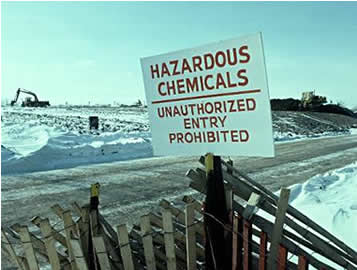 HAZARDOUS
CHEMICALS
UNAUTHORIZED
ENTRY
PROHIBITED